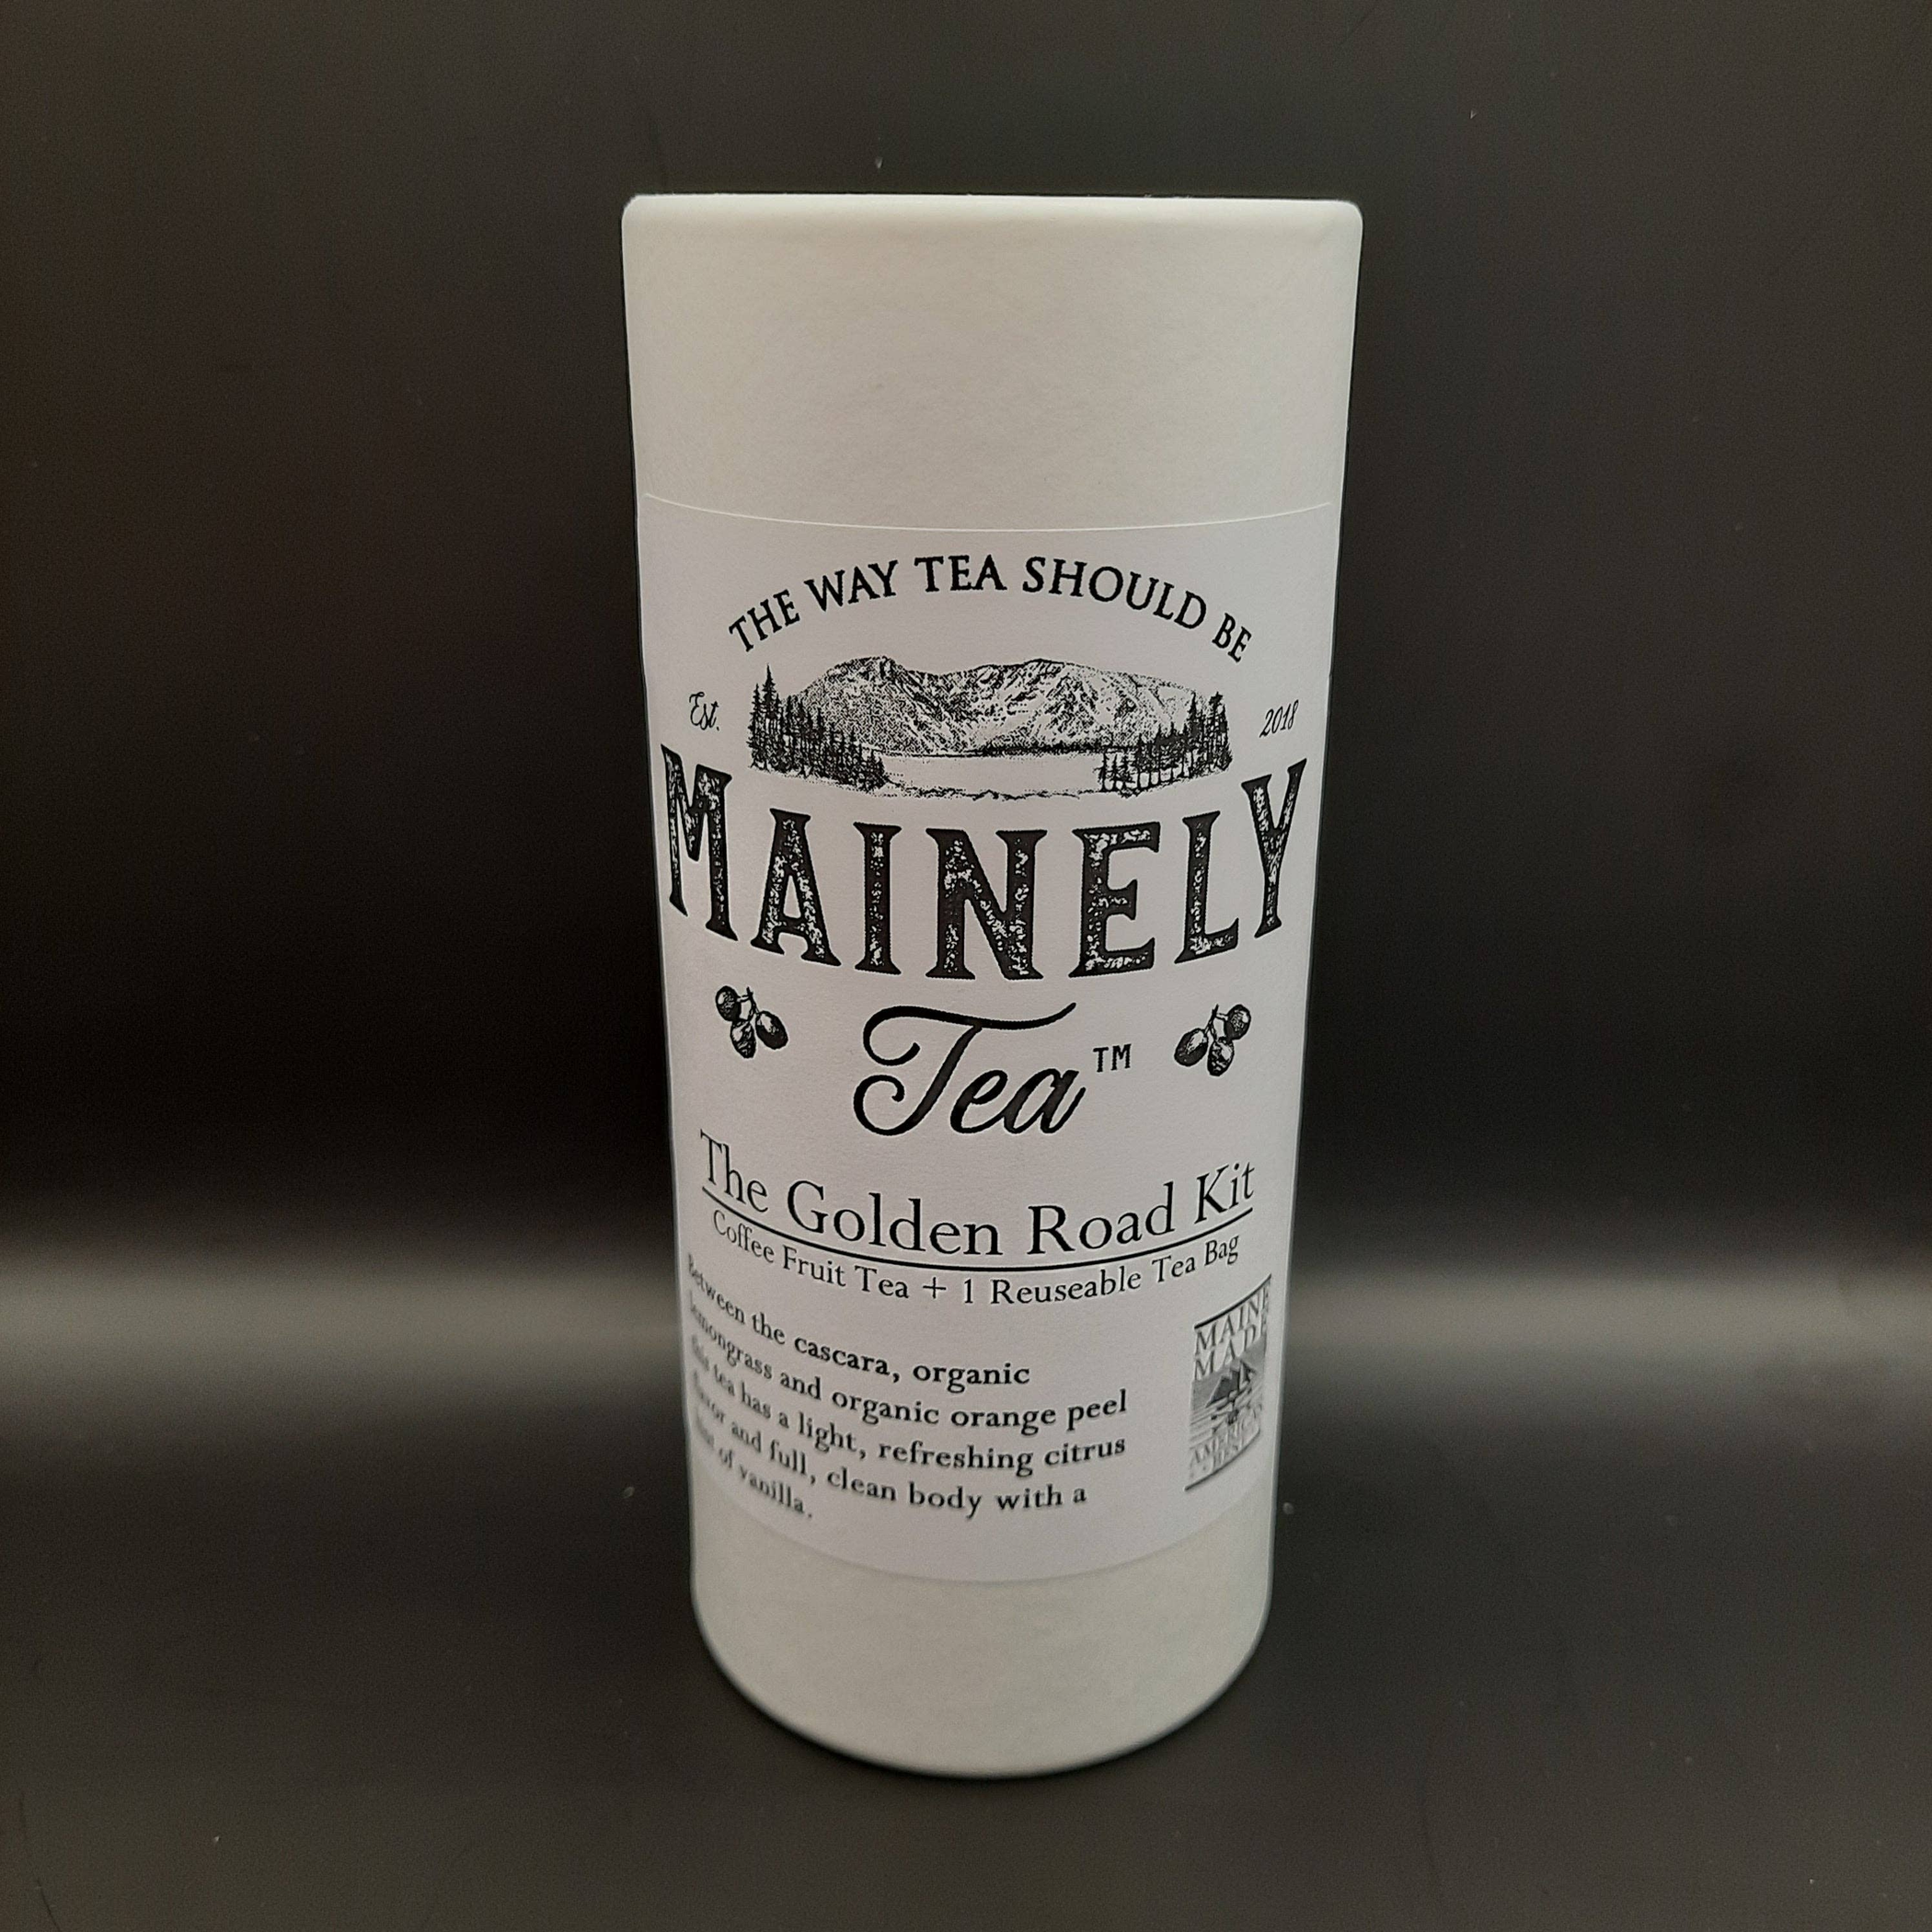 THE WAY TEA SHOULD BE
Est. 2018
MAINELY
Tea™
The Golden Road Kit
Coffee Fruit Tea + 1 Reuseable Tea Bag
Between the cascara, organic
lemongrass and organic orange peel
this tea has a light, refreshing citrus
flavor and full, clean body with a
hint of vanilla.
MAINE
MADE
AMERICA'S
BEST